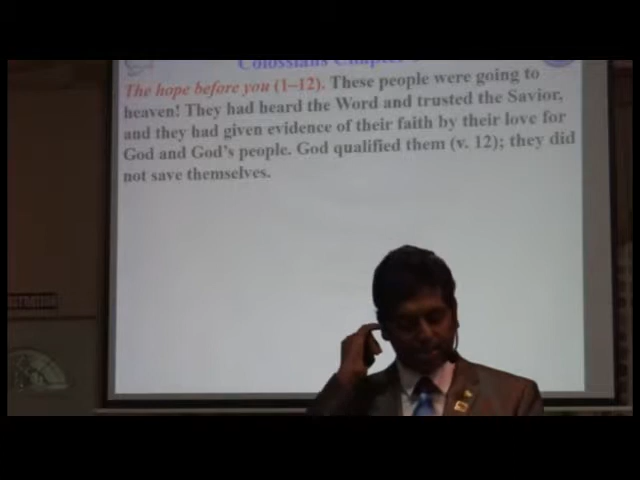 Colossians Chapter
The hope before you (1–12). These people were going to
heaven! They had heard the Word and trusted the Savior,
and they had given evidence of their faith by their love for
God and God's people. God qualified them (v. 12); they did
not save themselves.